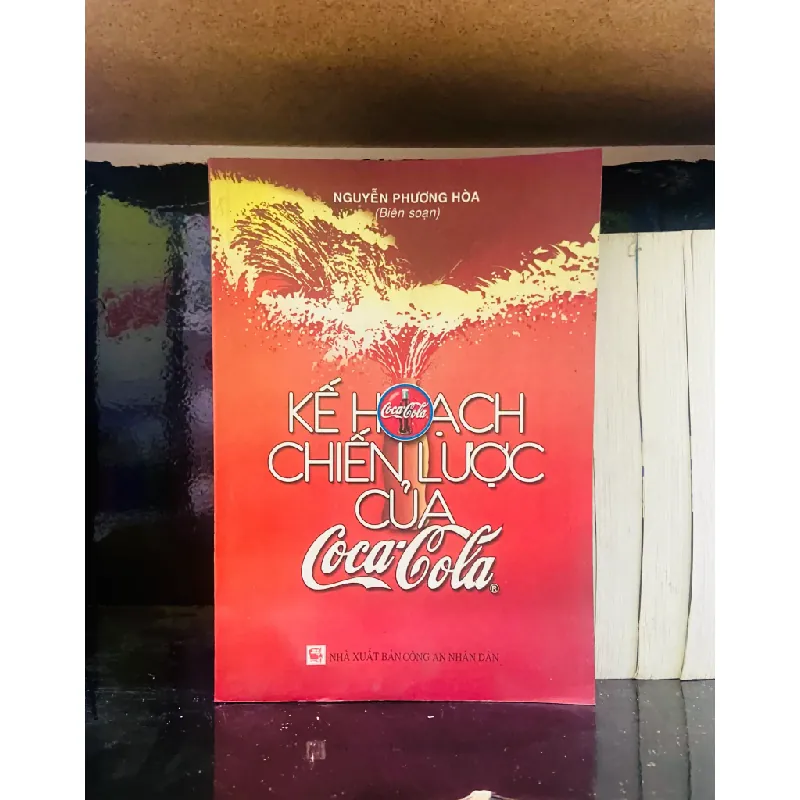 NGUYỄN PHƯƠNG HÒA
(Biên soạn)
KẾ HOẠCH
Coca-Cola
CHIẾN LƯỢC
CỦA
Coca-Cola®
NHÀ XUẤT BẢN CÔNG AN NHÂN DÂN